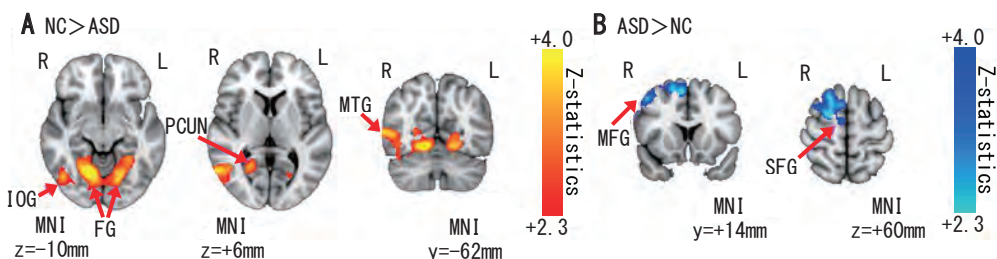 A NC>ASD
R
L
IOG
FG
MNI
z=-10mm
R
L
PCUN
MNI
z=+6mm
R
L
MTG
MNI
y=-62mm
+4.0
Z-statistics
+2.3
B ASD>NC
R
L
MFG
MNI
y=+14mm
R
L
SFG
MNI
z=+60mm
+4.0
Z-statistics
+2.3